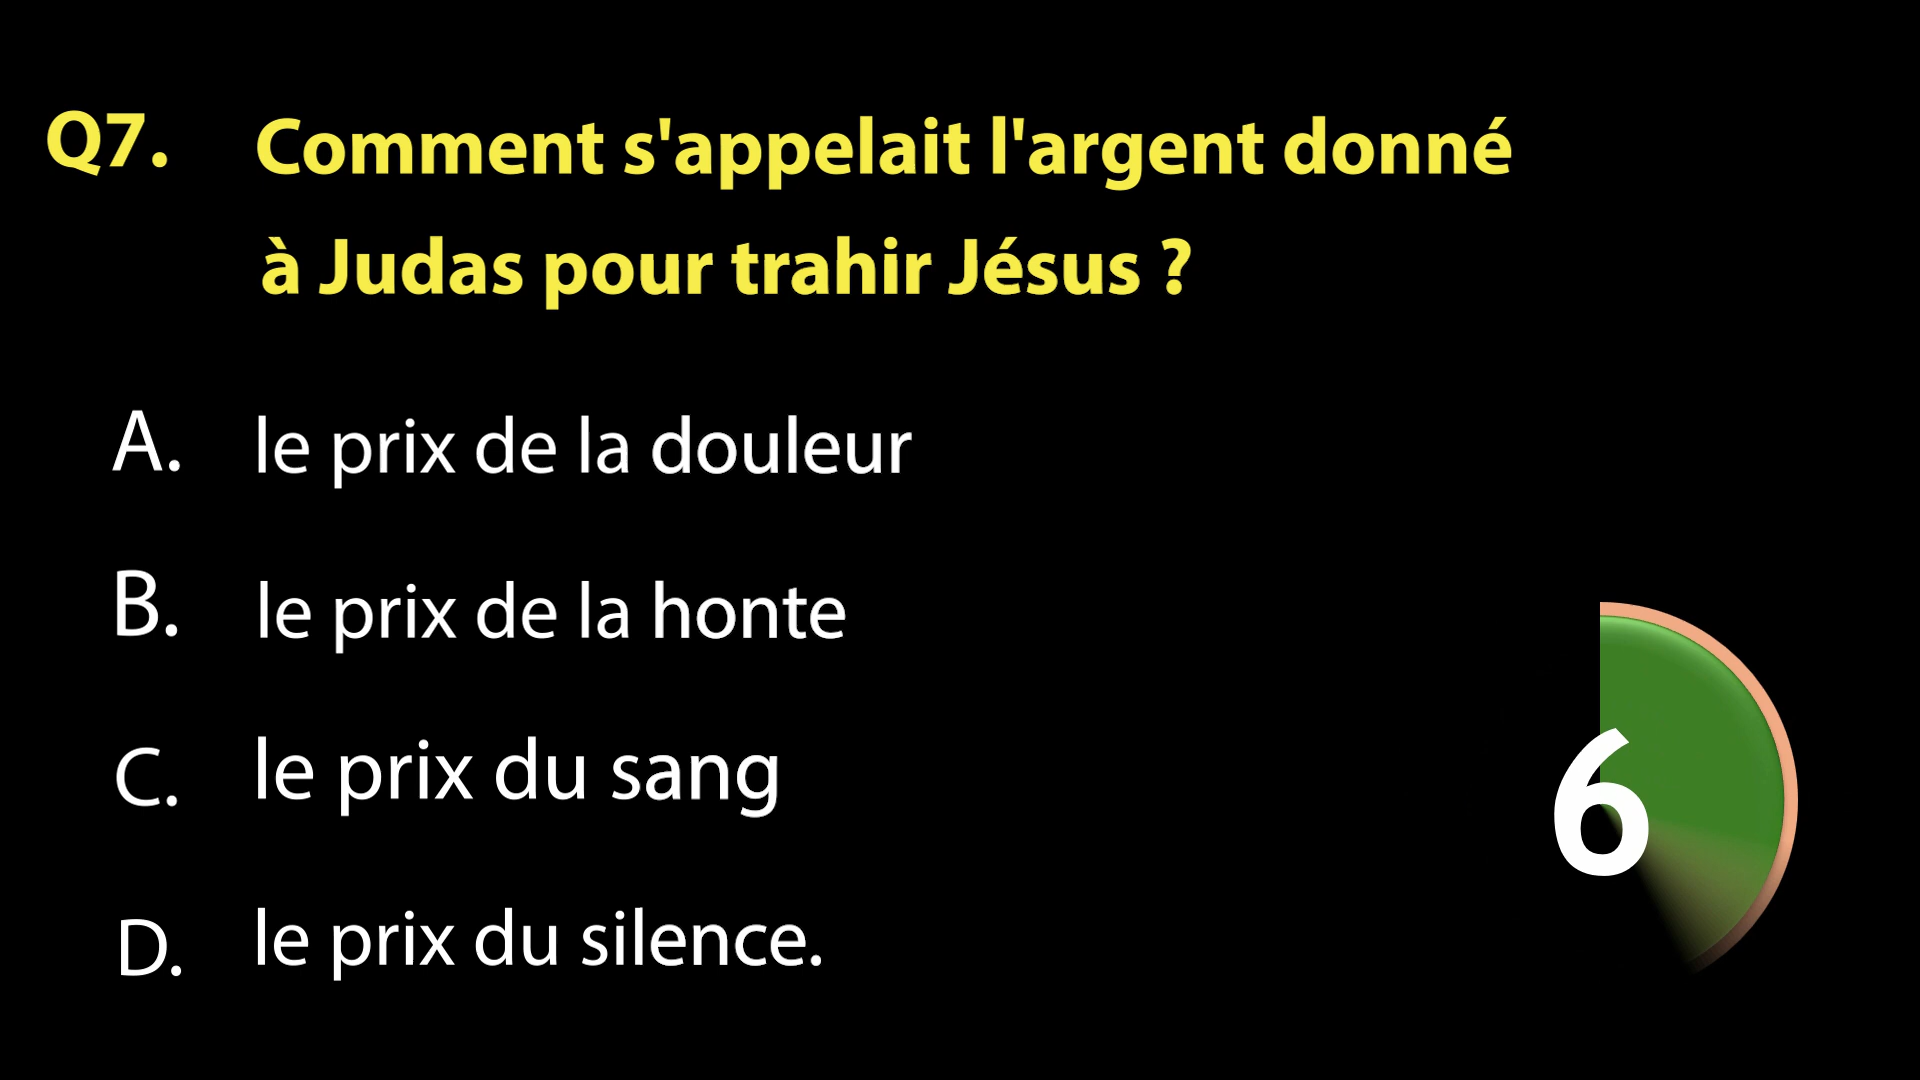 Q7. Comment s'appelait l'argent donné
à Judas pour trahir Jésus ?
A. le prix de la douleur
B. le prix de la honte
C. le prix du sang
6
D. le prix du silence.